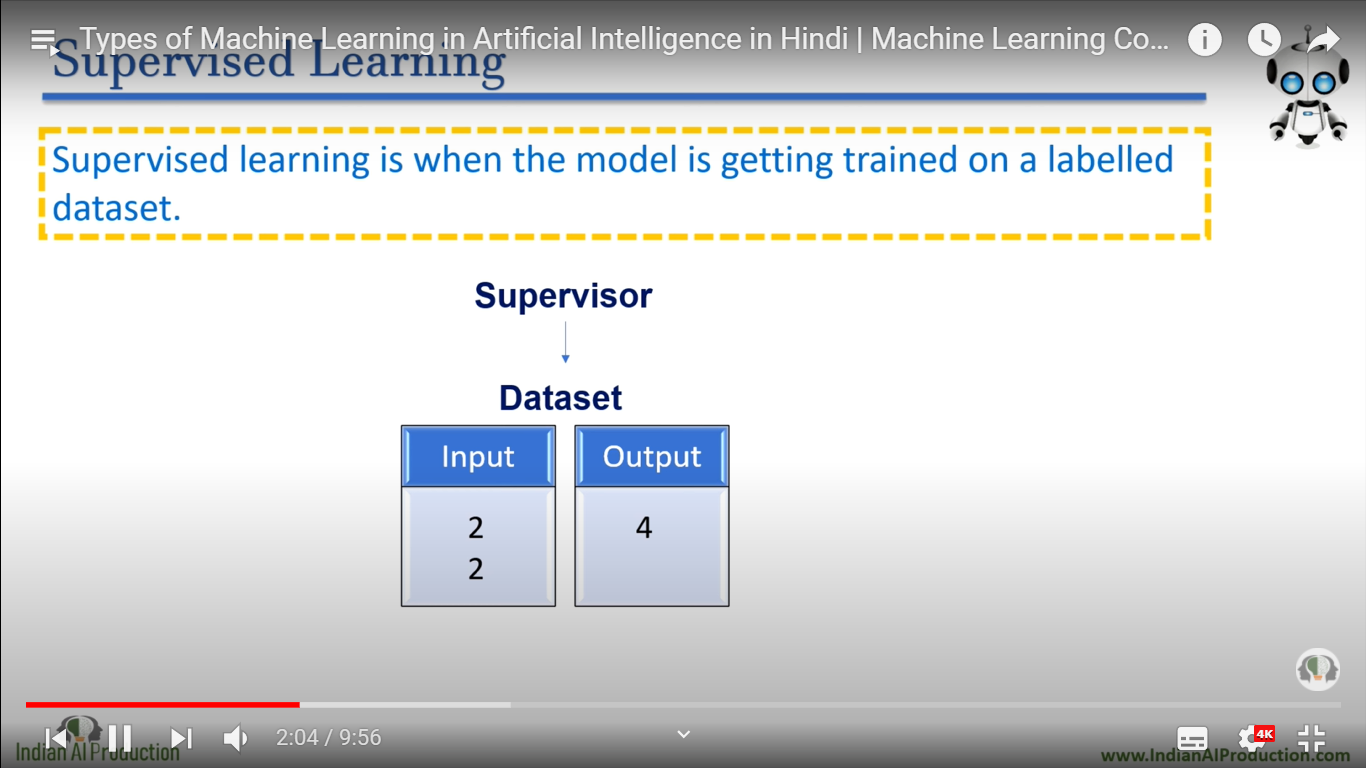 Types of Machine Learning in Artificial Intelligence in Hindi | Machine Learning Co...
Supervised Learning
Supervised learning is when the model is getting trained on a labelled
dataset.
Supervisor
Dataset
Input Output
2 4
2
2:04 / 9:56
4K
Indian AI Production
www.IndianAIProduction.com